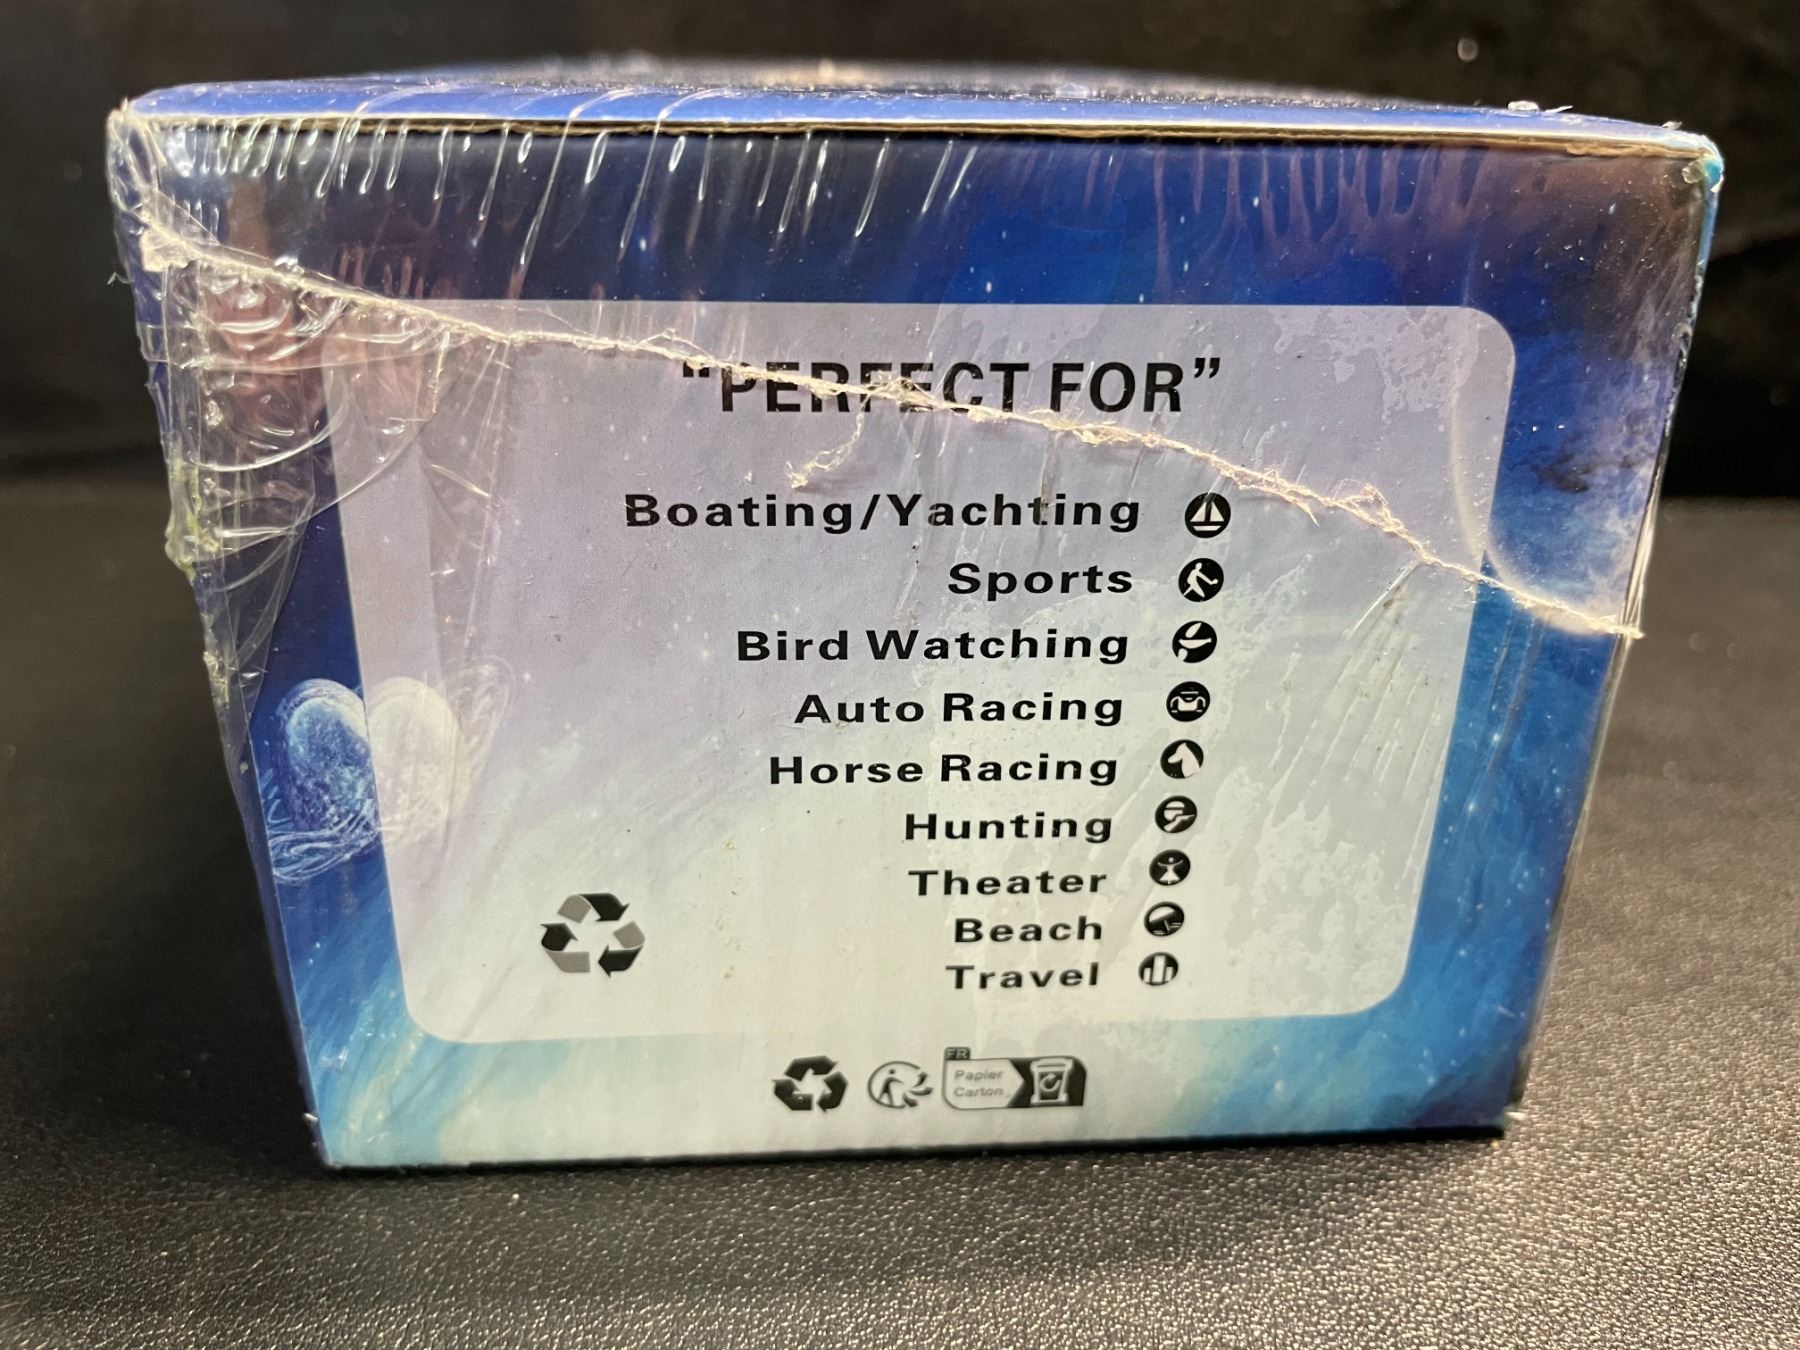 "PERFECT FOR”
Boating/Yachting
Sports
Bird Watching
Auto Racing
Horse Racing
Hunting
Theater
Beach
Travel
FR
Papier
Carton